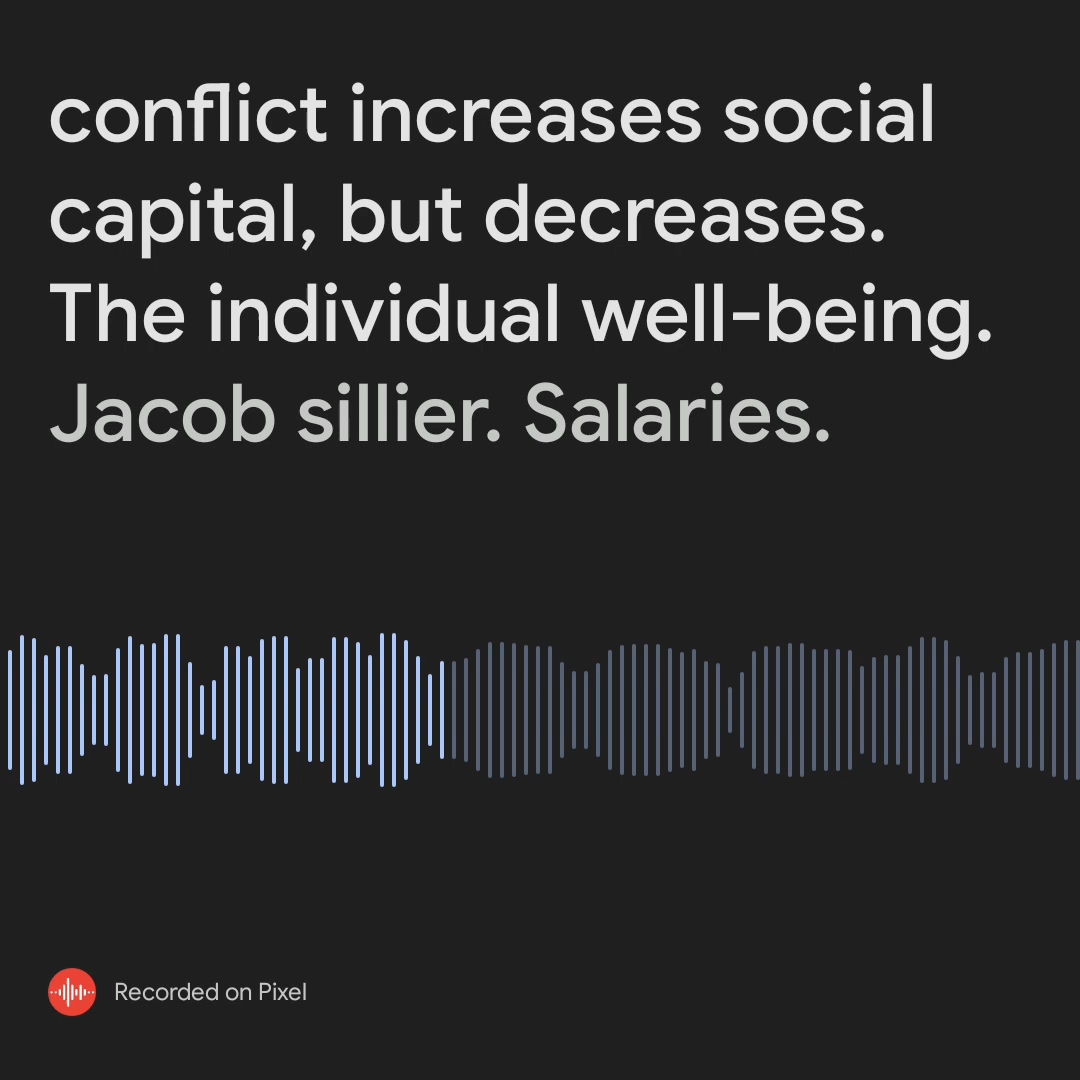 conflict increases social
capital, but decreases.
The individual well-being.
Jacob sillier. Salaries.
Recorded on Pixel